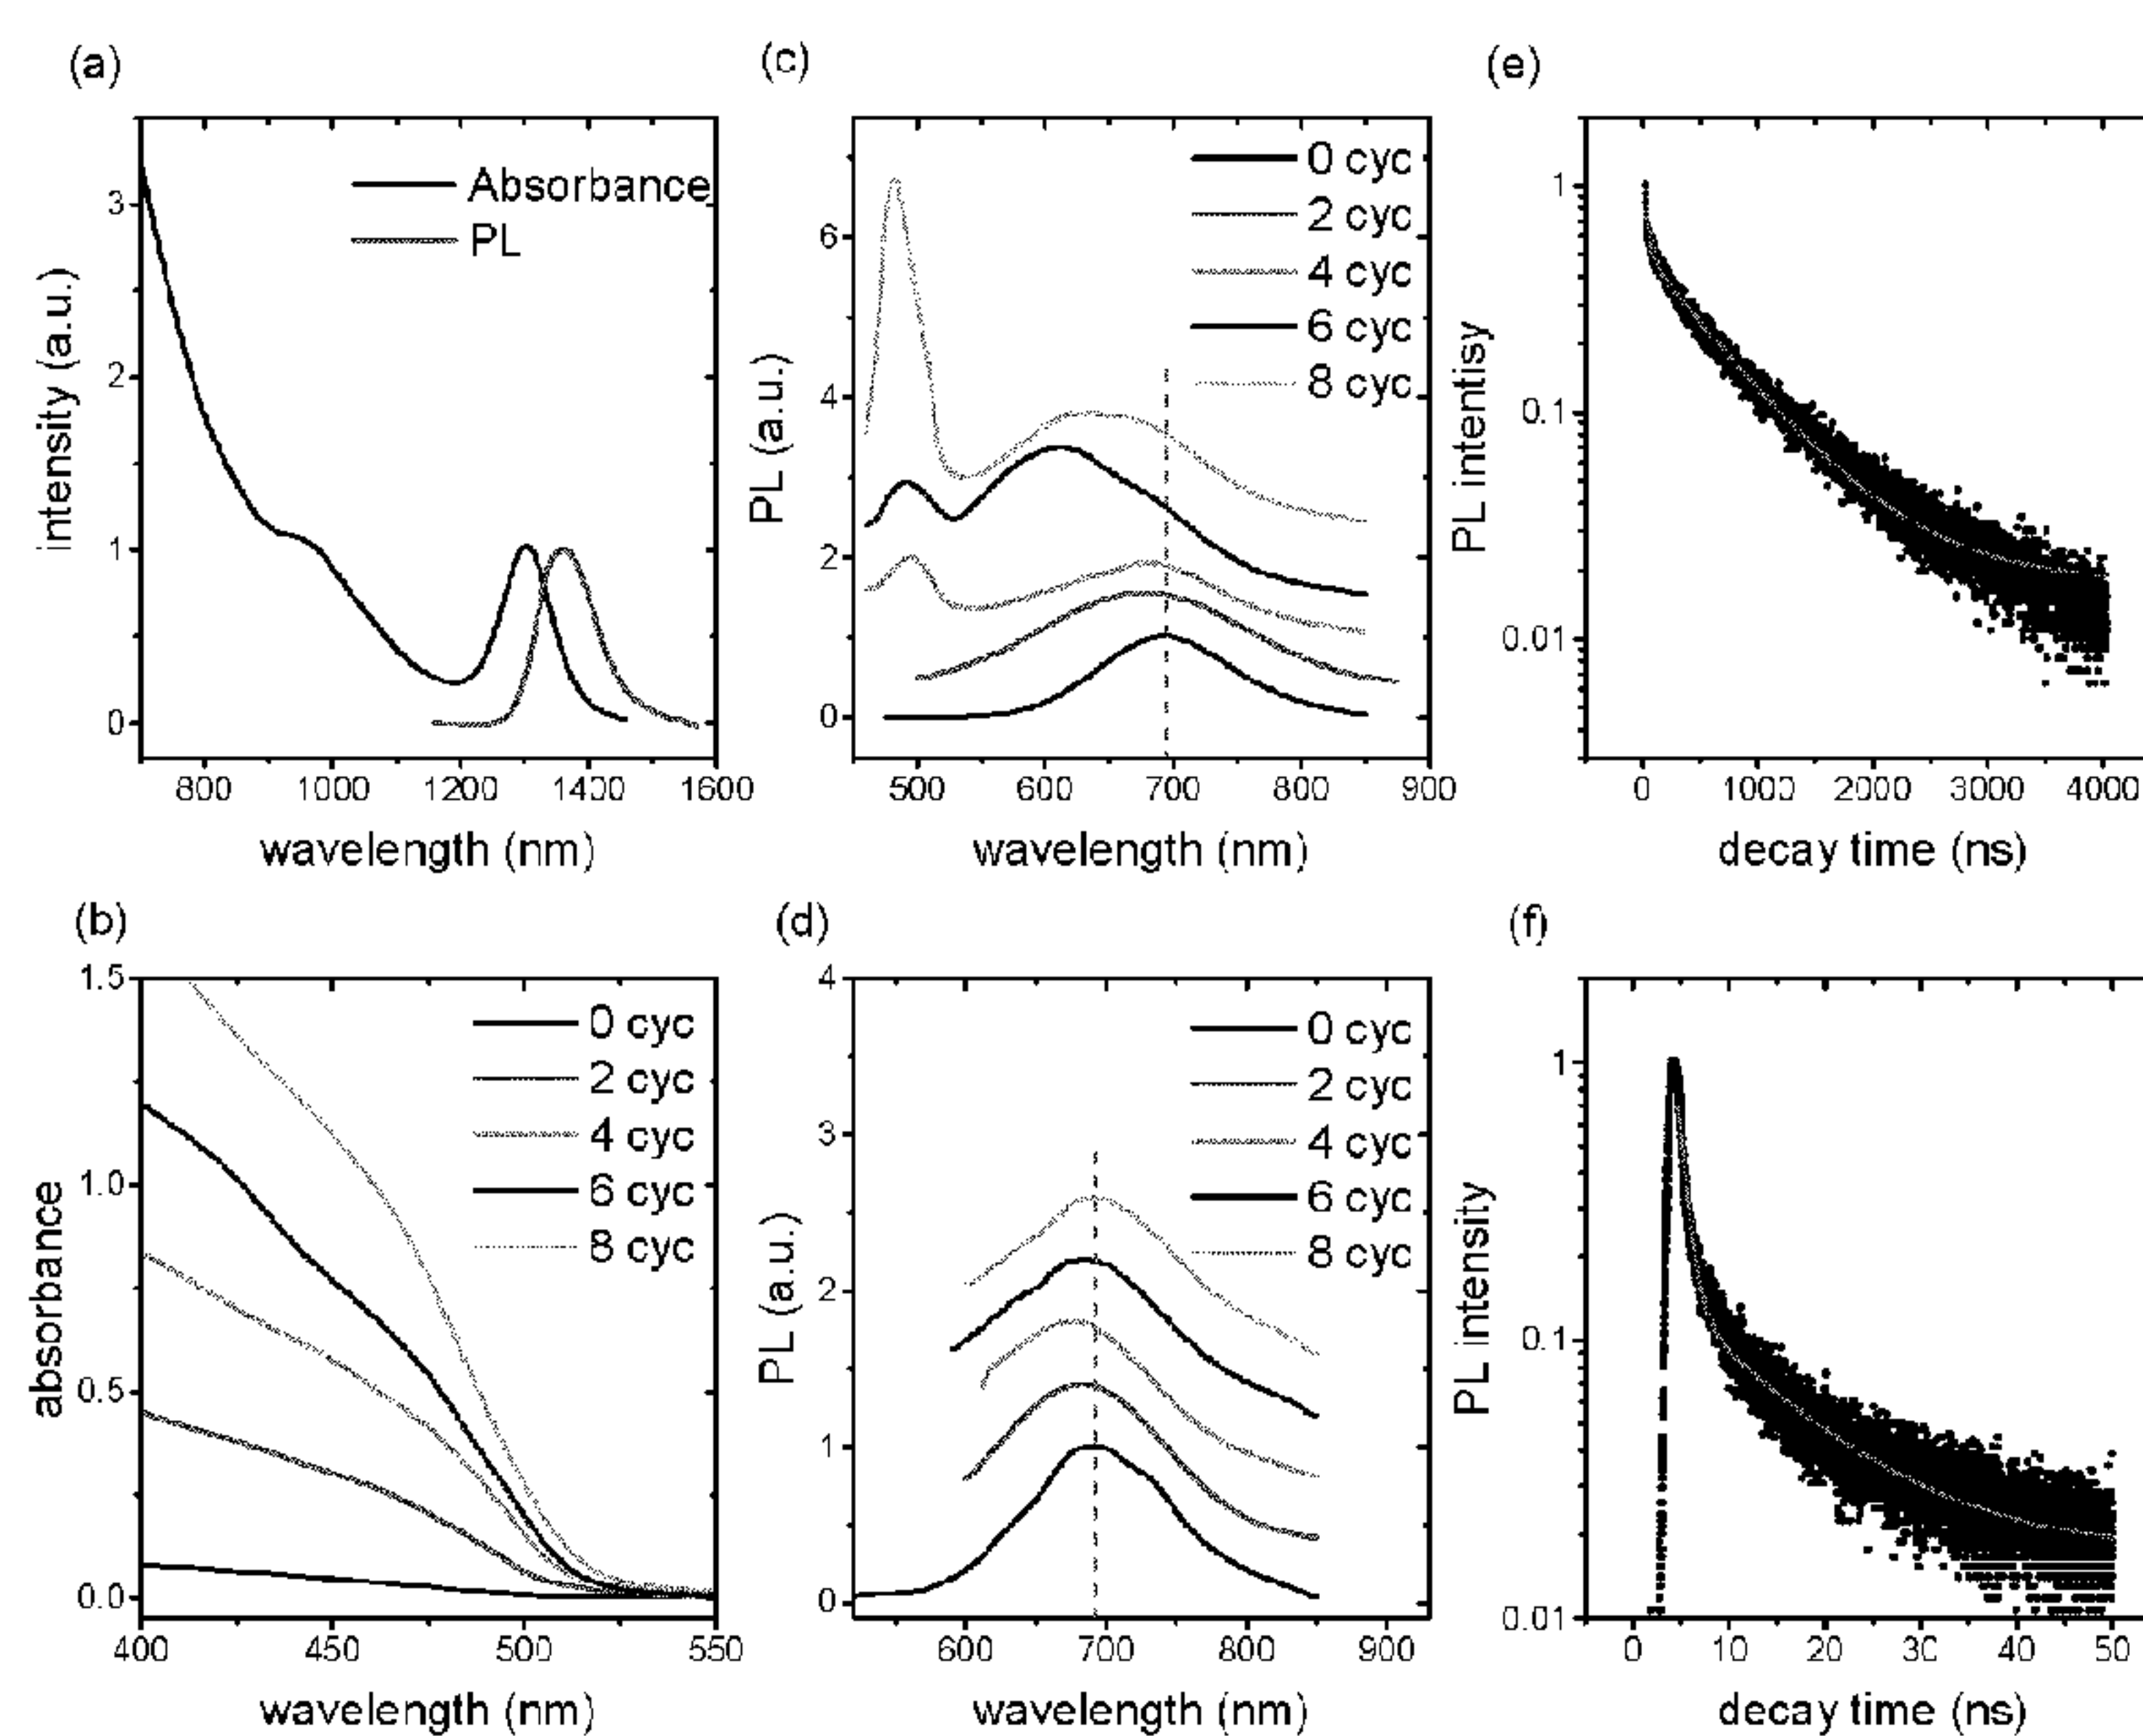 (a)
intensity (a.u.)
3
2
1
0
Absorbance
PL
800 1000 1200 1400 1600
wavelength (nm)
(c)
PL (a.u.)
6
4
2
0
0 cyc
2 cyc
4 cyc
6 cyc
8 cyc
500 600 700 800 900
wavelength (nm)
(e)
PL intentisy
1
0.1
0.01
0 1000 2000 3000 4000
decay time (ns)
(b)
absorbance
1.5
1.0
0.5
0.0
0 cyc
2 cyc
4 cyc
6 cyc
8 cyc
400 450 500 550
wavelength (nm)
(d)
PL (a.u.)
4
3
2
1
0
0 cyc
2 cyc
4 cyc
6 cyc
8 cyc
600 700 800 900
wavelength (nm)
(f)
PL intensity
1
0.1
0.01
0 10 20 30 40 50
decay time (ns)